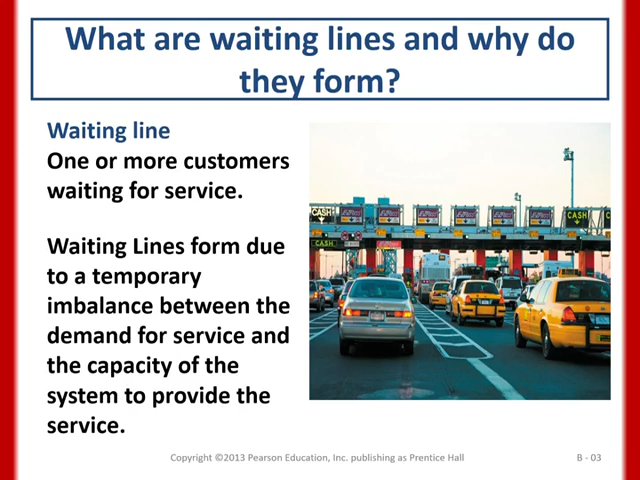 What are waiting lines and why do
they form?
Waiting line
One or more customers
waiting for service.
Waiting Lines form due
to a temporary
imbalance between the
demand for service and
the capacity of the
system to provide the
service.
CASH
CASH
CASH
Copyright ©2013 Pearson Education, Inc. publishing as Prentice Hall
B - 03